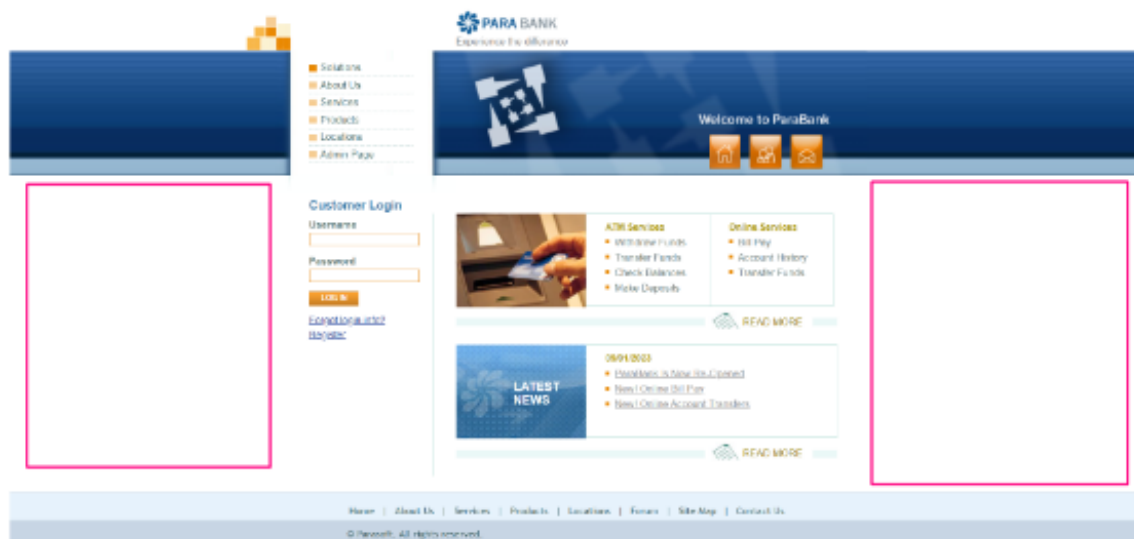 PARA BANK
Experience the difference
Solutions
About Us
Services
Products
Locations
Admin Page
Welcome to ParaBank
Customer Login
Username
Password
LOG IN
Forgot login info?
Register
ATM Services
Withdraw Funds
Transfer Funds
Check Balances
Make Deposits
Online Services
Bill Pay
Account History
Transfer Funds
READ MORE
LATEST
NEWS
09/01/2023
ParaBank Is Now Re-Opened
New! Online Bill Pay
New! Online Account Transfers
READ MORE
Home | About Us | Services | Products | Locations | Forum | Site Map | Contact Us
© Parasoft. All rights reserved.